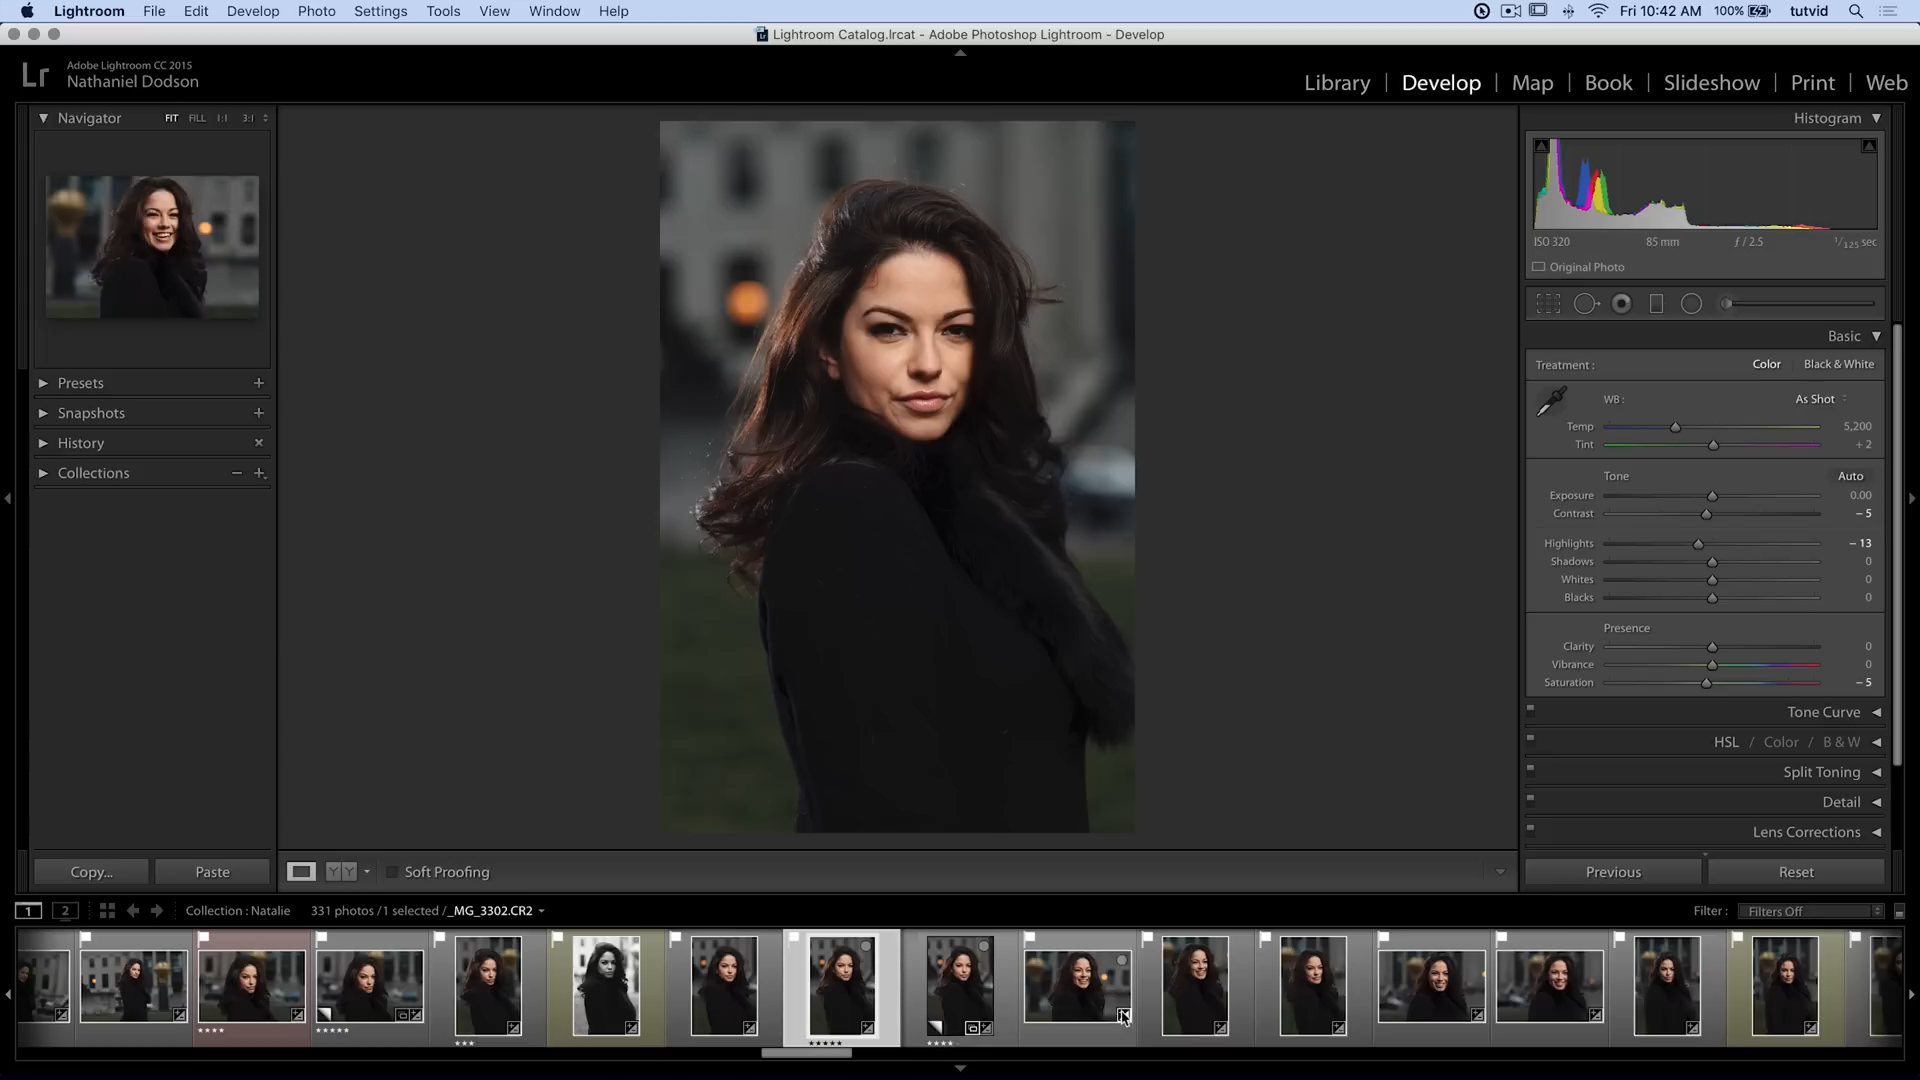 Lightroom File Edit Develop Photo Settings Tools View Window Help Fri 10:42 AM 100% tutvid
Lightroom Catalog.lrcat - Adobe Photoshop Lightroom - Develop
Lr Adobe Lightroom CC 2015
Nathaniel Dodson
Library | Develop | Map | Book | Slideshow | Print | Web
Navigator FIT FILL 1:1 3:1
Presets
Snapshots
History
Collections
Copy... Paste
YY Soft Proofing
Histogram
ISO 320 85 mm ƒ / 2.5 1/125 sec
Original Photo
Basic
Treatment : Color Black & White
WB : As Shot
Temp 5,200
Tint + 2
Tone Auto
Exposure 0.00
Contrast – 5
Highlights – 13
Shadows 0
Whites 0
Blacks 0
Presence
Clarity 0
Vibrance 0
Saturation – 5
Tone Curve
HSL / Color / B & W
Split Toning
Detail
Lens Corrections
Previous Reset
1 2 Collection : Natalie 331 photos / 1 selected / _MG_3302.CR2 Filter : Filters Off